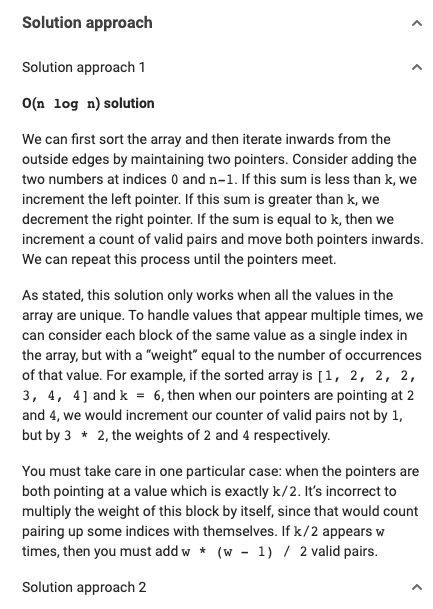 Solution approach
Solution approach 1
O(n log n) solution
We can first sort the array and then iterate inwards from the
outside edges by maintaining two pointers. Consider adding the
two numbers at indices 0 and n-1. If this sum is less than k, we
increment the left pointer. If this sum is greater than k, we
decrement the right pointer. If the sum is equal to k, then we
increment a count of valid pairs and move both pointers inwards.
We can repeat this process until the pointers meet.
As stated, this solution only works when all the values in the
array are unique. To handle values that appear multiple times, we
can consider each block of the same value as a single index in
the array, but with a “weight” equal to the number of occurrences
of that value. For example, if the sorted array is [1, 2, 2, 2,
3, 4, 4] and k = 6, then when our pointers are pointing at 2
and 4, we would increment our counter of valid pairs not by 1,
but by 3 * 2, the weights of 2 and 4 respectively.
You must take care in one particular case: when the pointers are
both pointing at a value which is exactly k/2. It’s incorrect to
multiply the weight of this block by itself, since that would count
pairing up some indices with themselves. If k/2 appears w
times, then you must add w * (w - 1) / 2 valid pairs.
Solution approach 2